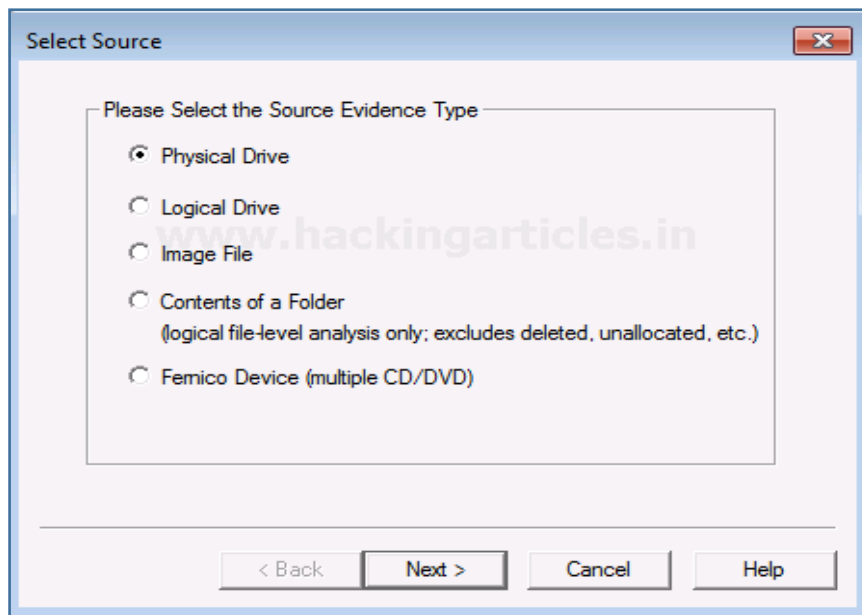 Select Source
Please Select the Source Evidence Type
Physical Drive
Logical Drive
www.hackingarticles.in
Image File
Contents of a Folder
(logical file-level analysis only; excludes deleted, unallocated, etc.)
Fernico Device (multiple CD/DVD)
< Back Next > Cancel Help